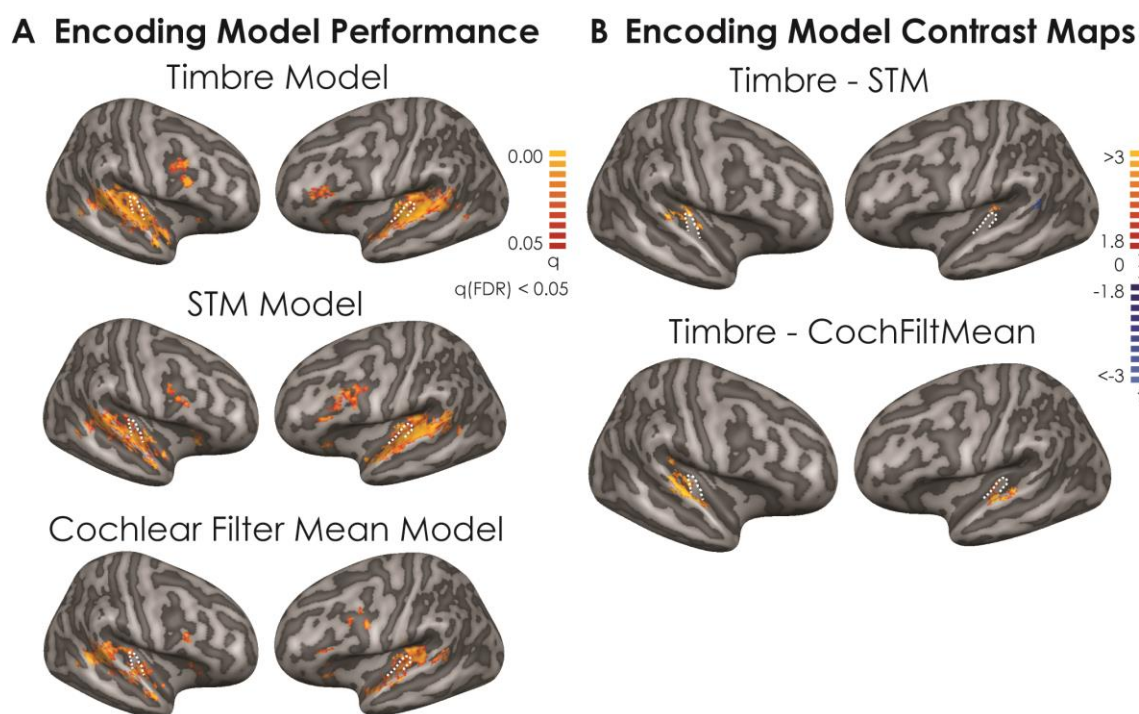 A Encoding Model Performance
Timbre Model
0.00
0.05
q
q(FDR) < 0.05
STM Model
Cochlear Filter Mean Model
B Encoding Model Contrast Maps
Timbre - STM
>3
1.8
0
-1.8
<-3
Timbre - CochFiltMean